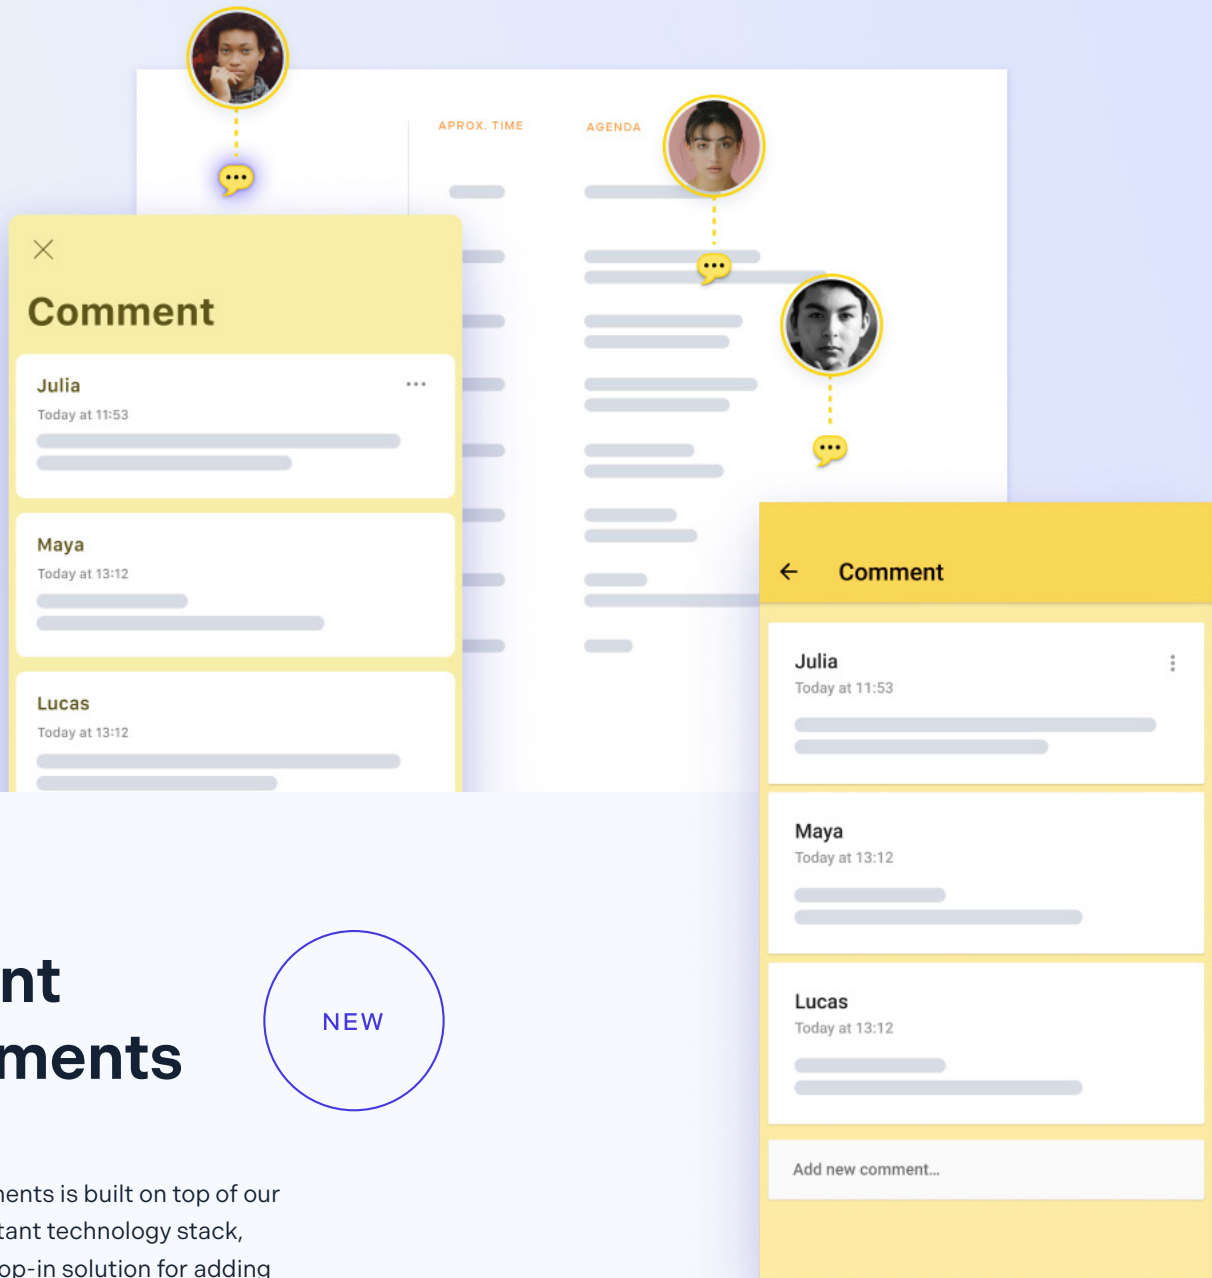 APROX. TIME
AGENDA
Comment
Julia
Today at 11:53
Maya
Today at 13:12
Lucas
Today at 13:12
Comment
Julia
Today at 11:53
Maya
Today at 13:12
Lucas
Today at 13:12
Add new comment...
nt
ments
NEW
nents is built on top of our
tant technology stack,
op-in solution for adding